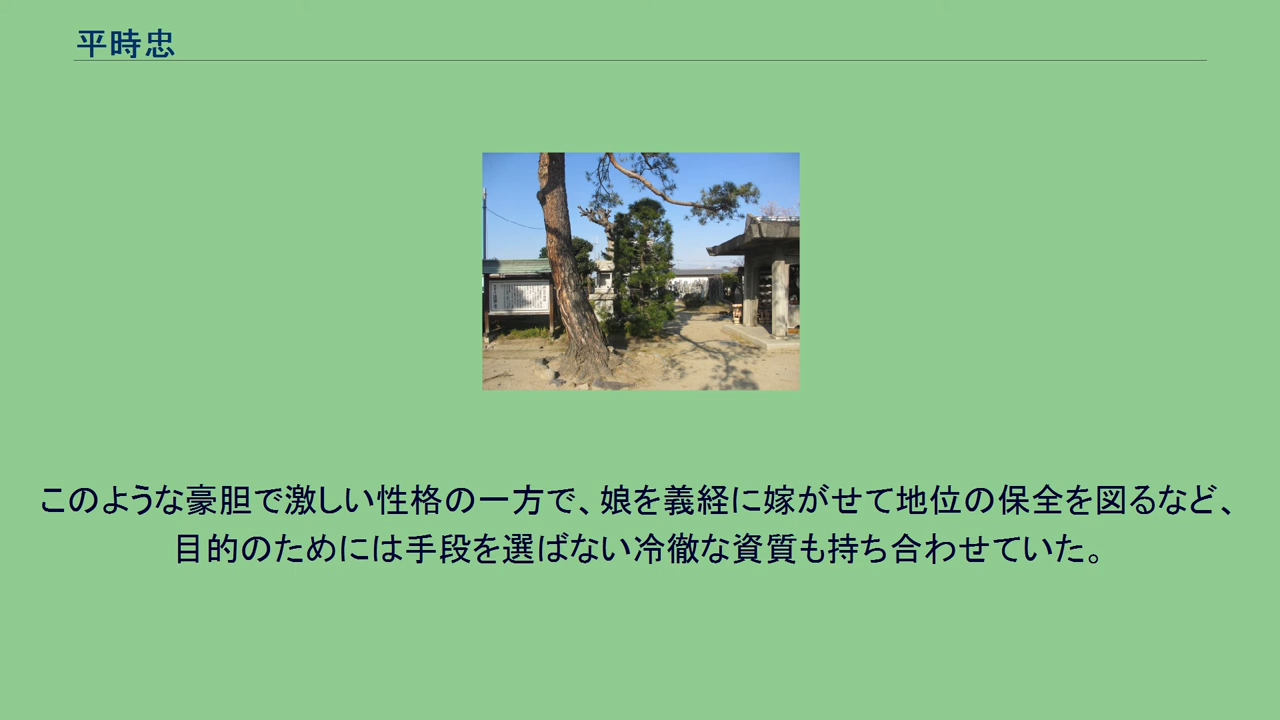 平時忠
このような豪胆で激しい性格の一方で、娘を義経に嫁がせて地位の保全を図るなど、
目的のためには手段を選ばない冷徹な資質も持ち合わせていた。